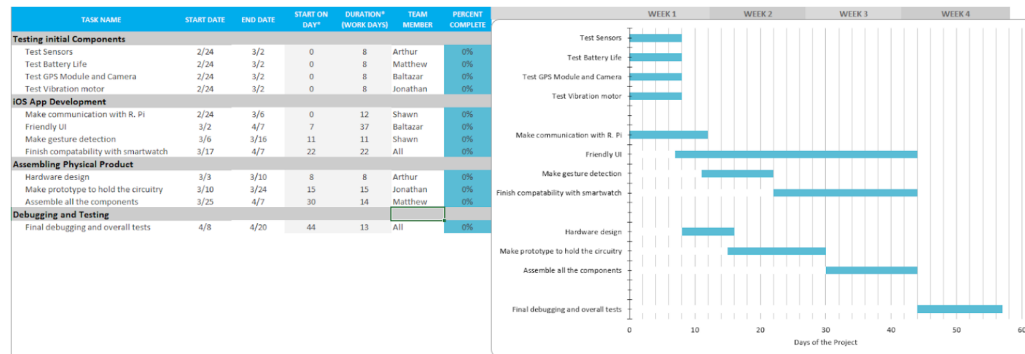 TASK NAME START DATE END DATE START ON DAY* DURATION* (WORK DAYS) TEAM MEMBER PERCENT COMPLETE
Testing initial Components
Test Sensors 2/24 3/2 0 8 Arthur 0%
Test Battery Life 2/24 3/2 0 8 Matthew 0%
Test GPS Module and Camera 2/24 3/2 0 8 Baltazar 0%
Test Vibration motor 2/24 3/2 0 8 Jonathan 0%
iOS App Development
Make communication with R. Pi 2/24 3/6 0 12 Shawn 0%
Friendly UI 3/2 4/7 7 37 Baltazar 0%
Make gesture detection 3/6 3/16 11 11 Shawn 0%
Finish compatability with smartwatch 3/17 4/7 22 22 All 0%
Assembling Physical Product
Hardware design 3/3 3/10 8 8 Arthur 0%
Make prototype to hold the circuitry 3/10 3/24 15 15 Jonathan 0%
Assemble all the components 3/25 4/7 30 14 Matthew 0%
Debugging and Testing
Final debugging and overall tests 4/8 4/20 44 13 All 0%
WEEK 1 WEEK 2 WEEK 3 WEEK 4
Test Sensors
Test Battery Life
Test GPS Module and Camera
Test Vibration motor
Make communication with R. Pi
Friendly UI
Make gesture detection
Finish compatability with smartwatch
Hardware design
Make prototype to hold the circuitry
Assemble all the components
Final debugging and overall tests
0 10 20 30 40 50 60
Days of the Project